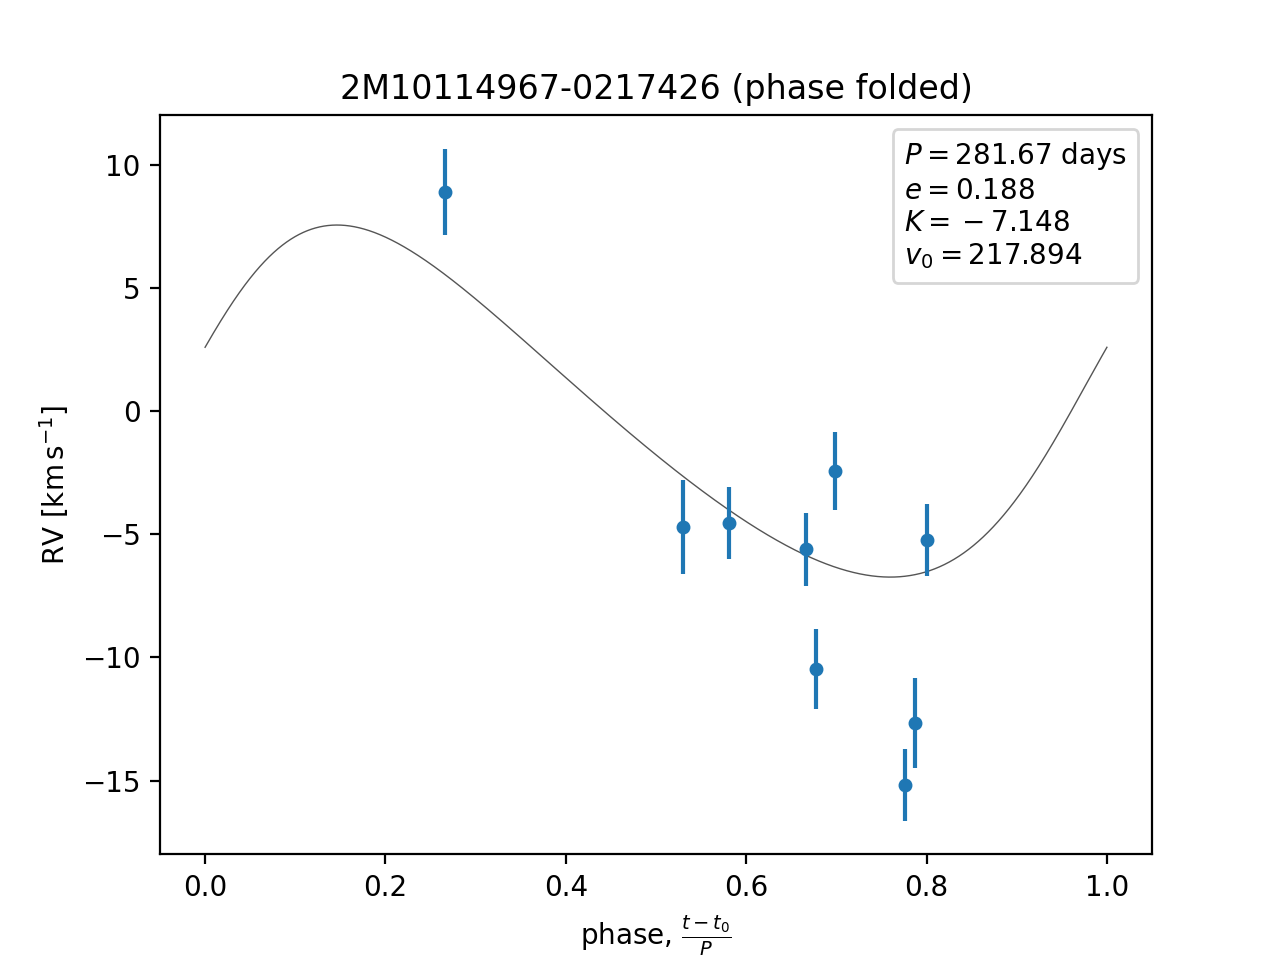 2M10114967-0217426 (phase folded)
P = 281.67 days
e = 0.188
K = −7.148
v₀ = 217.894
10
5
0
−5
−10
−15
RV [km s⁻¹]
0.0 0.2 0.4 0.6 0.8 1.0
phase, (t − t₀)/P